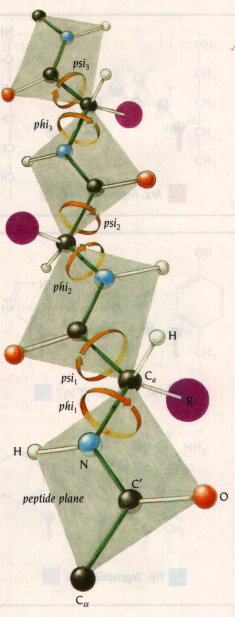 psi3
phi3
psi2
phi2
H
psi1
Cα
phi1
R
H
N
C'
peptide plane
O
Cα